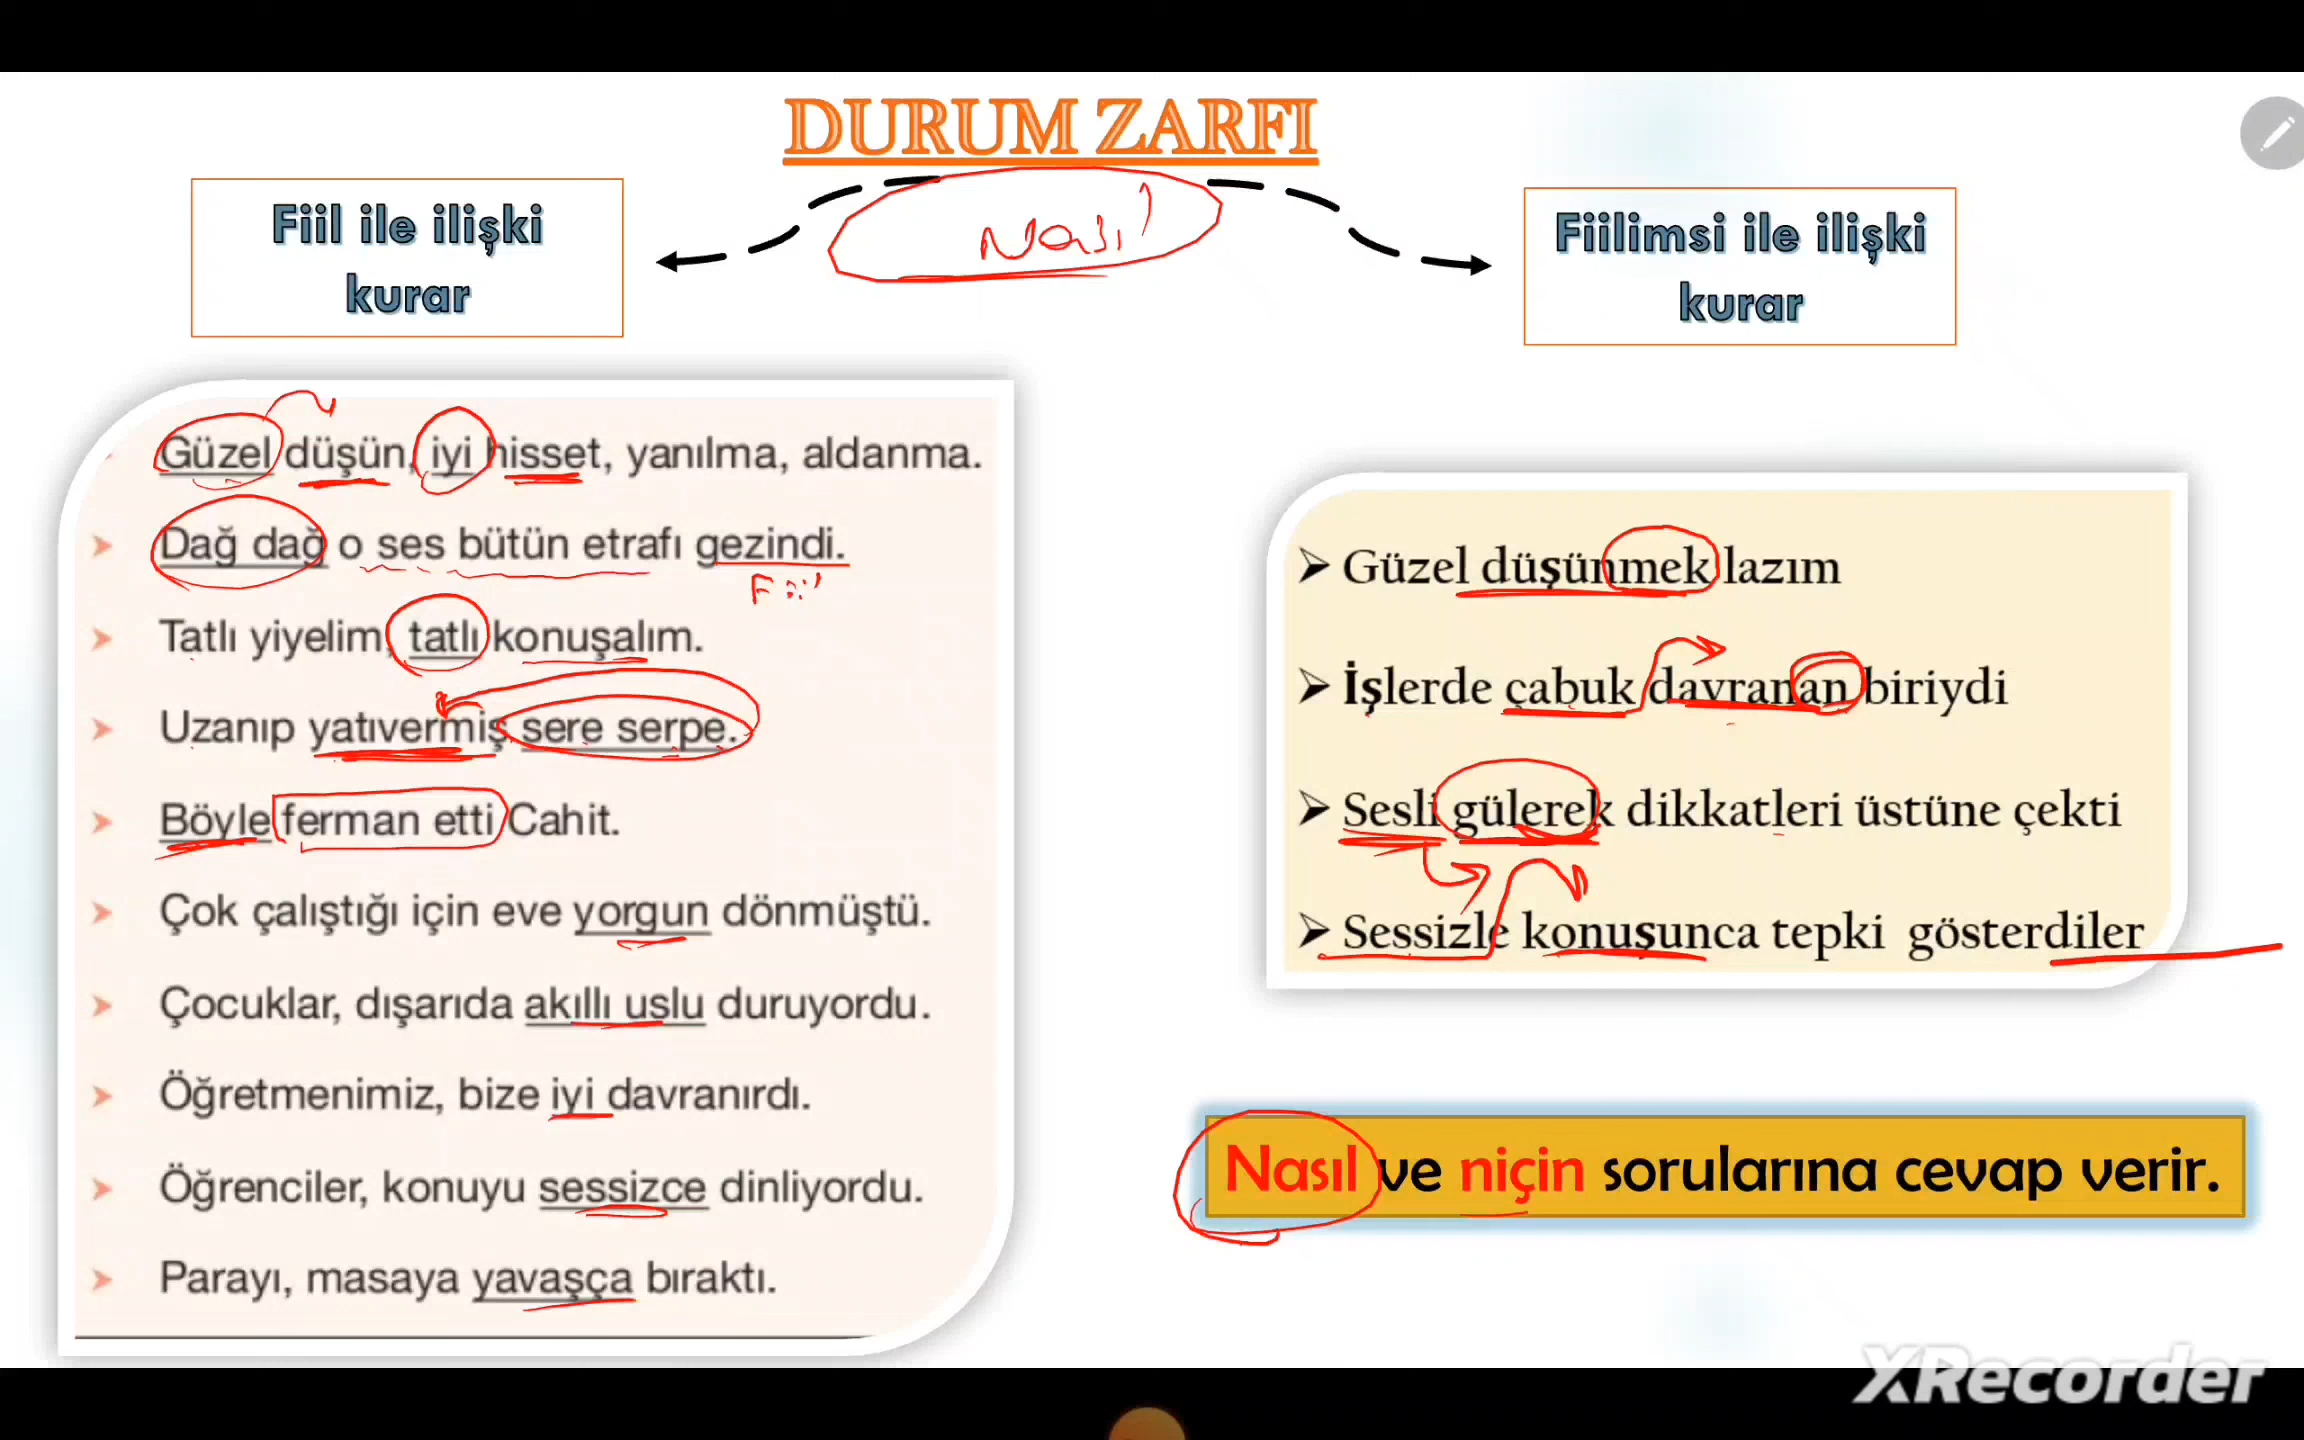 DURUM ZARFI
Nasıl
Fiil ile ilişki
kurar
Fiilimsi ile ilişki
kurar
Güzel düşün, iyi hisset, yanılma, aldanma.
Dağ dağ o ses bütün etrafı gezindi.
Fiil
Tatlı yiyelim, tatlı konuşalım.
Uzanıp yatıvermiş, sere serpe.
Böyle ferman etti Cahit.
Çok çalıştığı için eve yorgun dönmüştü.
Çocuklar, dışarıda akıllı uslu duruyordu.
Öğretmenimiz, bize iyi davranırdı.
Öğrenciler, konuyu sessizce dinliyordu.
Parayı, masaya yavaşça bıraktı.
Güzel düşünmek lazım
İşlerde çabuk davranan biriydi
Sesli gülerek dikkatleri üstüne çekti
Sessizle konuşunca tepki gösterdiler
Nasıl ve niçin sorularına cevap verir.
XRecorder